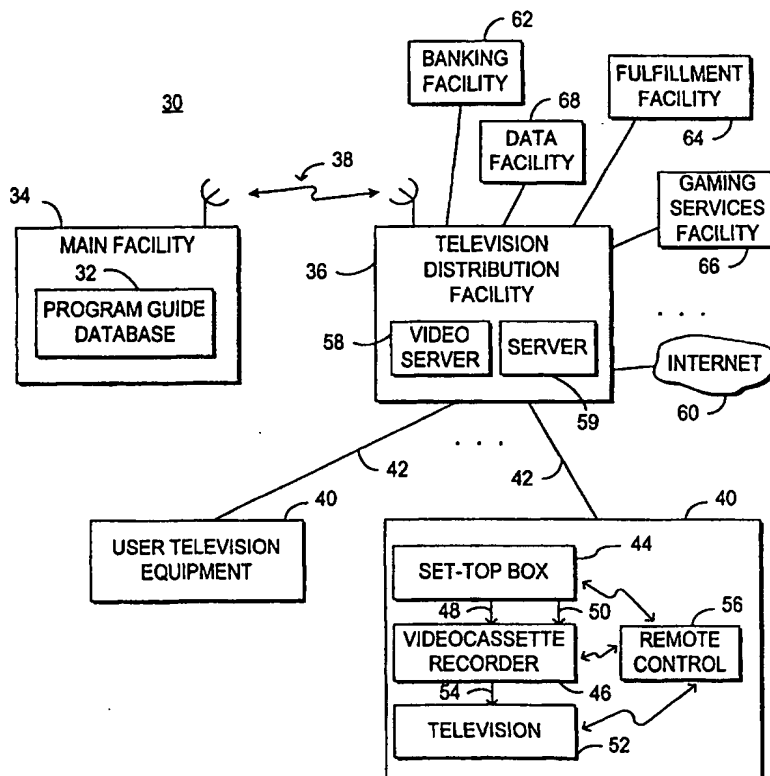 62
BANKING
FACILITY
FULFILLMENT
FACILITY
64
30
68
DATA
FACILITY
38
34
MAIN FACILITY
32
PROGRAM GUIDE
DATABASE
36
TELEVISION
DISTRIBUTION
FACILITY
58
VIDEO
SERVER
SERVER
59
GAMING
SERVICES
FACILITY
66
. . .
INTERNET
60
42
. . .
42
40
USER TELEVISION
EQUIPMENT
40
44
SET-TOP BOX
48
50
56
VIDEOCASSETTE
RECORDER
REMOTE
CONTROL
54
46
TELEVISION
52